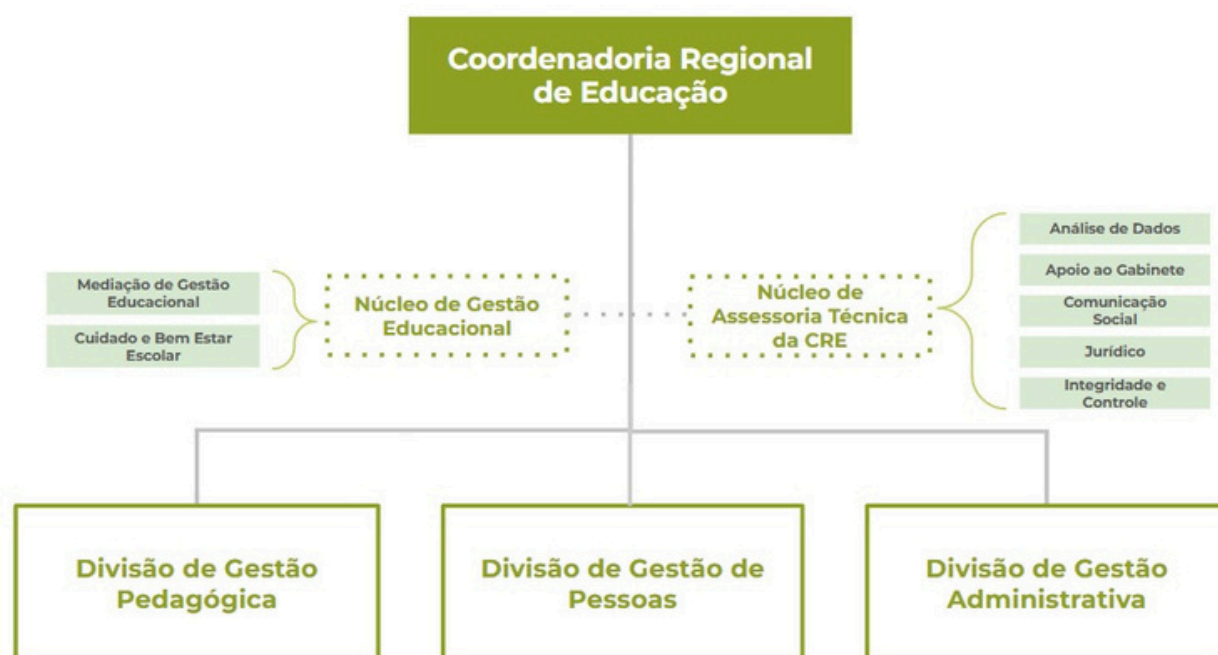 Coordenadoria Regional
de Educação
Mediação de Gestão
Educacional
Cuidado e Bem Estar
Escolar
Núcleo de Gestão
Educacional
Núcleo de
Assessoria Técnica
da CRE
Análise de Dados
Apoio ao Gabinete
Comunicação
Social
Jurídico
Integridade e
Controle
Divisão de Gestão
Pedagógica
Divisão de Gestão de
Pessoas
Divisão de Gestão
Administrativa